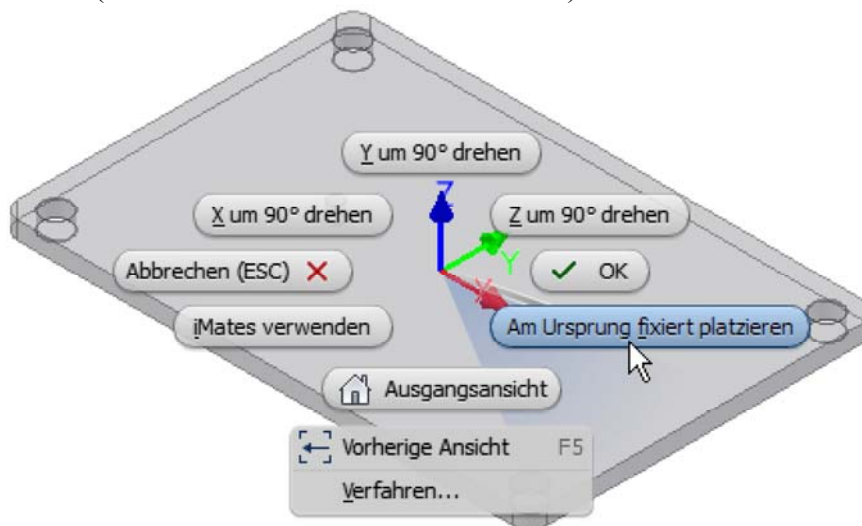 Y um 90° drehen
Z
X um 90° drehen
Z um 90° drehen
Y
Abbrechen (ESC)
OK
X
iMates verwenden
Am Ursprung fixiert platzieren
Ausgangsansicht
Vorherige Ansicht F5
Verfahren...